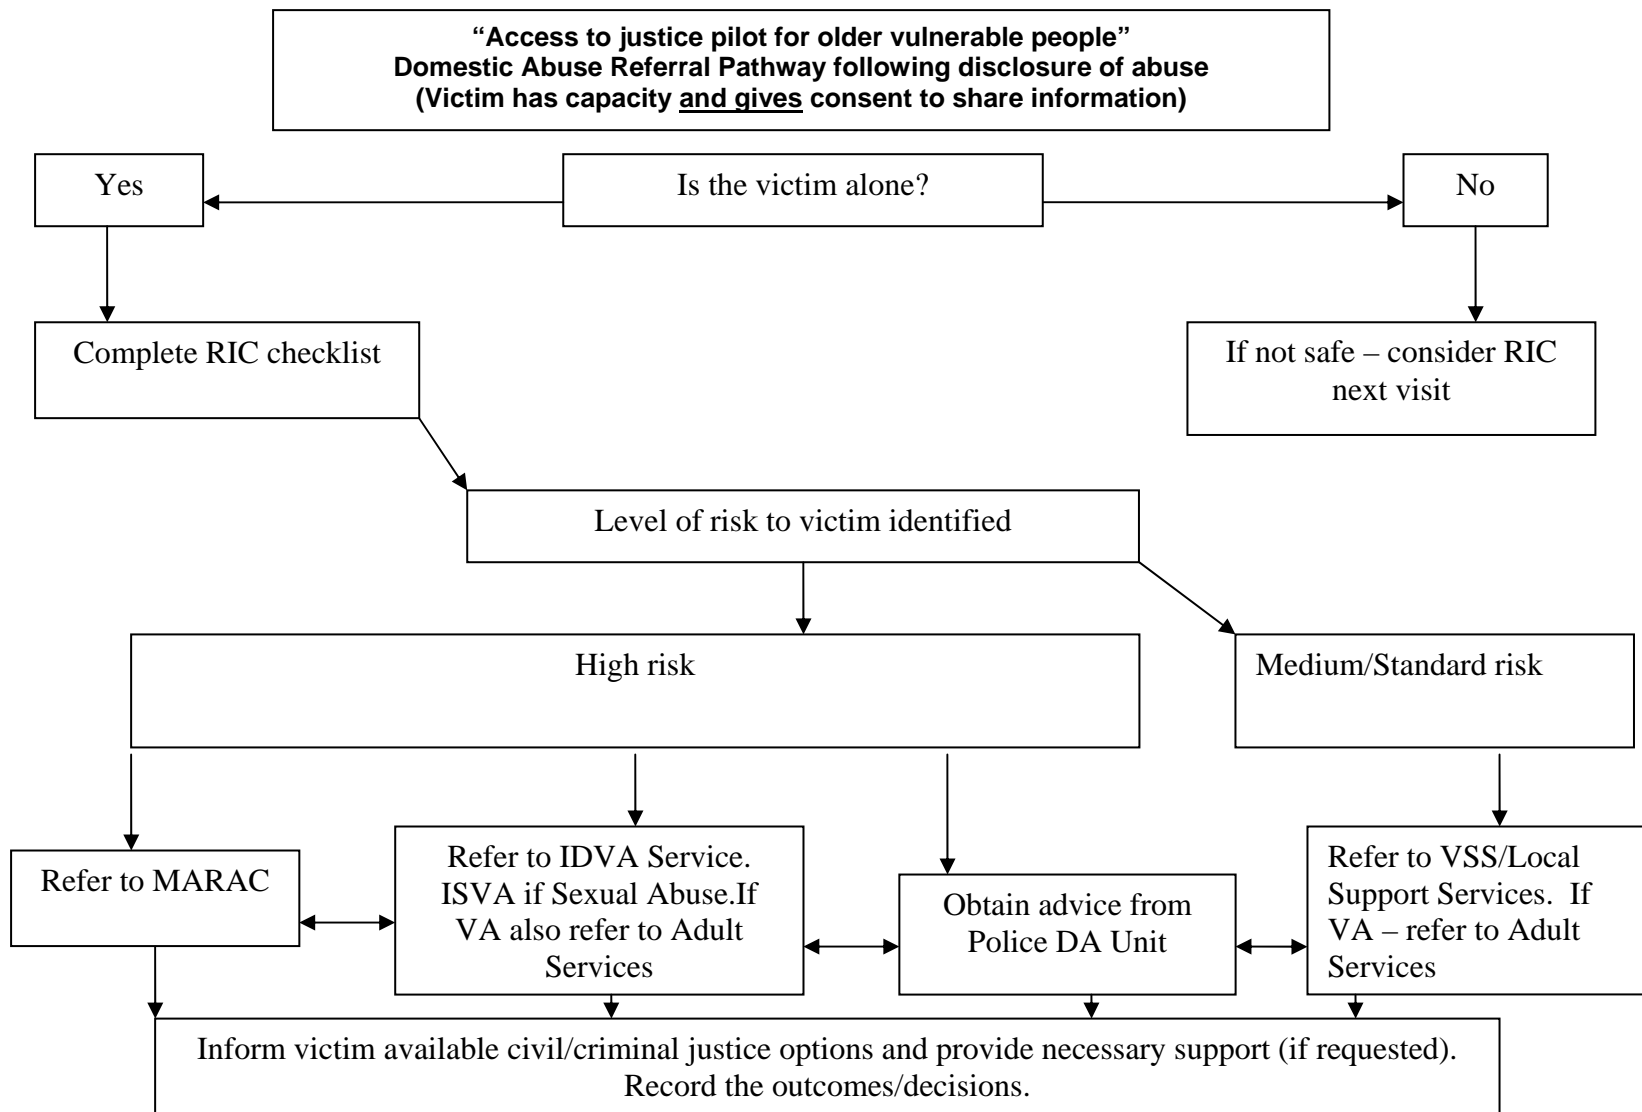 “Access to justice pilot for older vulnerable people”
Domestic Abuse Referral Pathway following disclosure of abuse
(Victim has capacity and gives consent to share information)
Yes
Is the victim alone?
No
Complete RIC checklist
If not safe – consider RIC
next visit
Level of risk to victim identified
High risk
Medium/Standard risk
Refer to MARAC
Refer to IDVA Service.
ISVA if Sexual Abuse.If
VA also refer to Adult
Services
Obtain advice from
Police DA Unit
Refer to VSS/Local
Support Services.  If
VA – refer to Adult
Services
Inform victim available civil/criminal justice options and provide necessary support (if requested).
Record the outcomes/decisions.